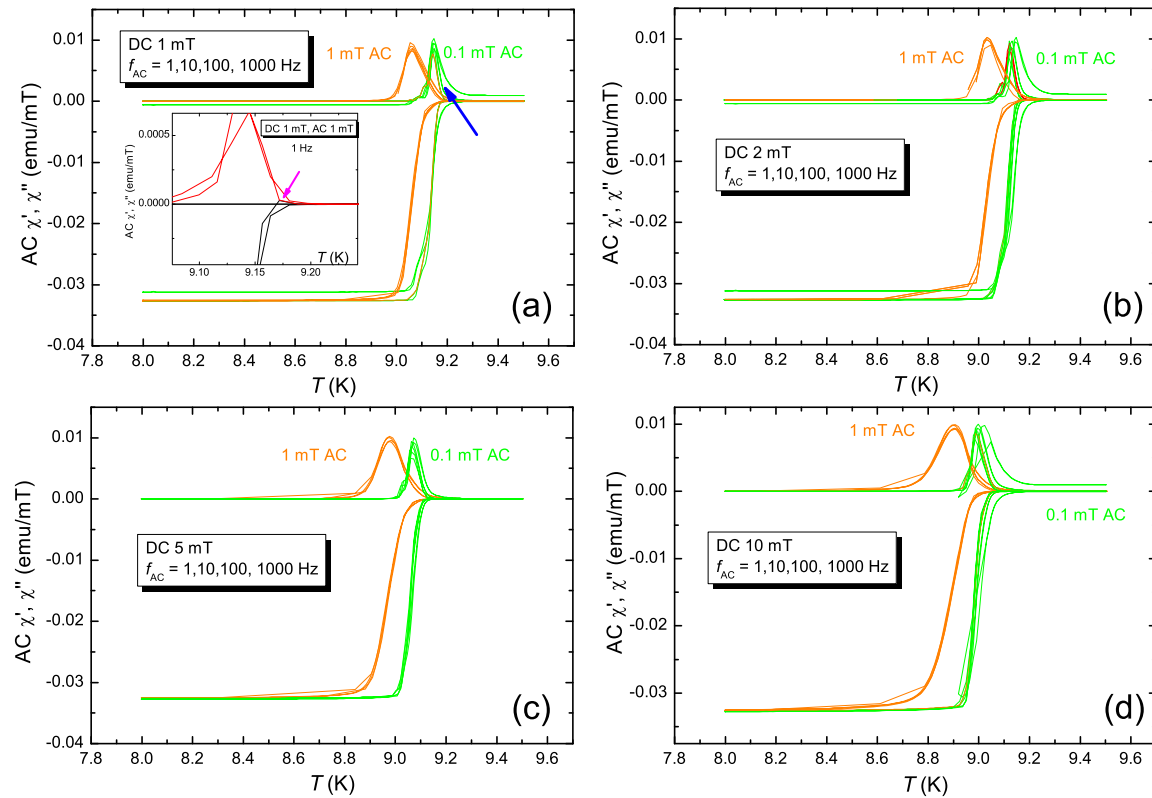 DC 1 mT
f_AC = 1,10,100, 1000 Hz
1 mT AC
0.1 mT AC
0.01
0.00
-0.01
-0.02
-0.03
-0.04
AC χ', χ'' (emu/mT)
DC 1 mT, AC 1 mT
1 Hz
0.0005
0.0000
AC χ', χ'' (emu/mT)
9.10
9.15
9.20
T (K)
(a)
7.8 8.0 8.2 8.4 8.6 8.8 9.0 9.2 9.4 9.6
T (K)
1 mT AC
0.1 mT AC
DC 2 mT
f_AC = 1,10,100, 1000 Hz
0.01
0.00
-0.01
-0.02
-0.03
-0.04
AC χ', χ'' (emu/mT)
(b)
7.8 8.0 8.2 8.4 8.6 8.8 9.0 9.2 9.4 9.6
T (K)
1 mT AC
0.1 mT AC
DC 5 mT
f_AC = 1,10,100, 1000 Hz
0.01
0.00
-0.01
-0.02
-0.03
-0.04
AC χ', χ'' (emu/mT)
(c)
7.8 8.0 8.2 8.4 8.6 8.8 9.0 9.2 9.4 9.6
T (K)
1 mT AC
0.1 mT AC
DC 10 mT
f_AC = 1,10,100, 1000 Hz
0.01
0.00
-0.01
-0.02
-0.03
AC χ', χ'' (emu/mT)
(d)
7.8 8.0 8.2 8.4 8.6 8.8 9.0 9.2 9.4 9.6
T (K)